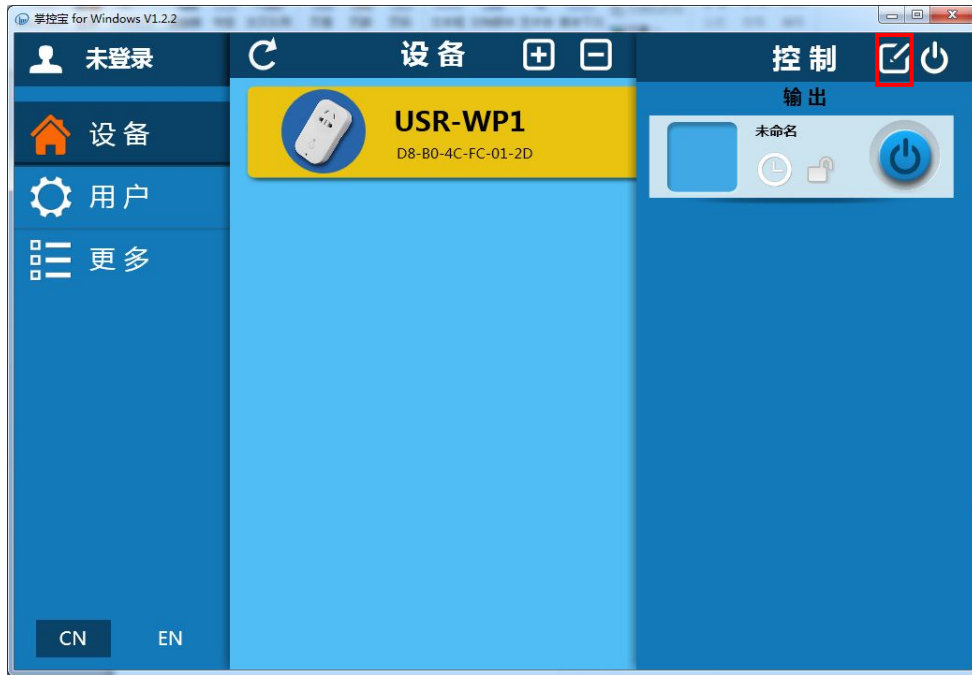 掌控宝 for Windows V1.2.2
未登录
设备
用户
更多
CN EN
设备
USR-WP1
D8-B0-4C-FC-01-2D
控制
输出
未命名